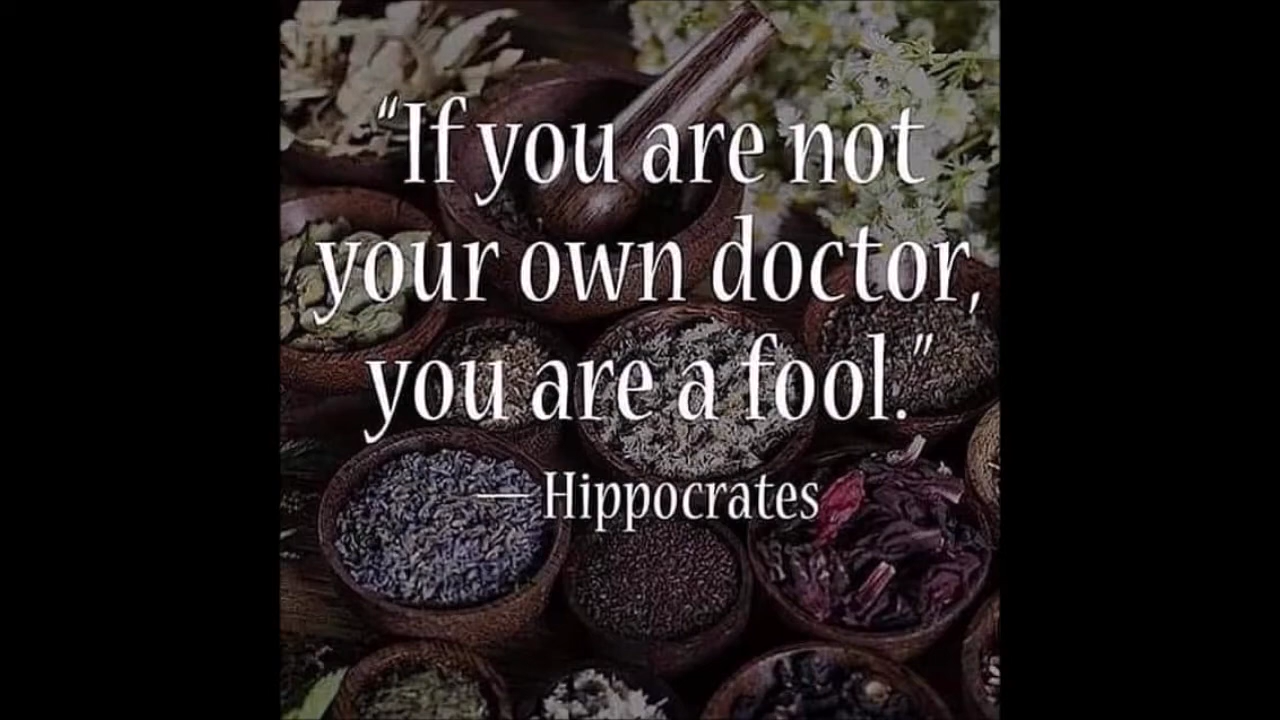 “If you are not
your own doctor,
you are a fool.”
— Hippocrates